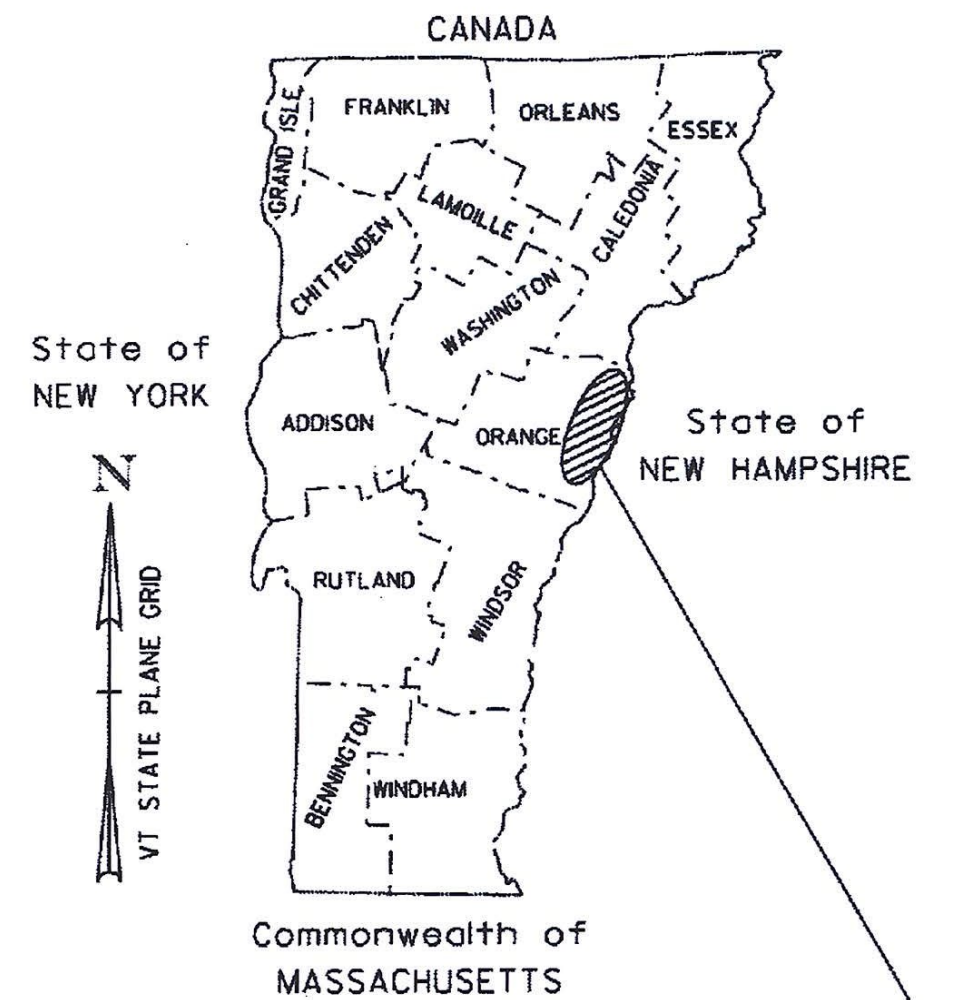 CANADA
FRANKLIN
ORLEANS
ESSEX
GRAND ISLE
LAMOILLE
CALEDONIA
CHITTENDEN
WASHINGTON
State of
NEW YORK
ADDISON
ORANGE
State of
NEW HAMPSHIRE
N
VT STATE PLANE GRID
RUTLAND
WINDSOR
BENNINGTON
WINDHAM
Commonwealth of
MASSACHUSETTS